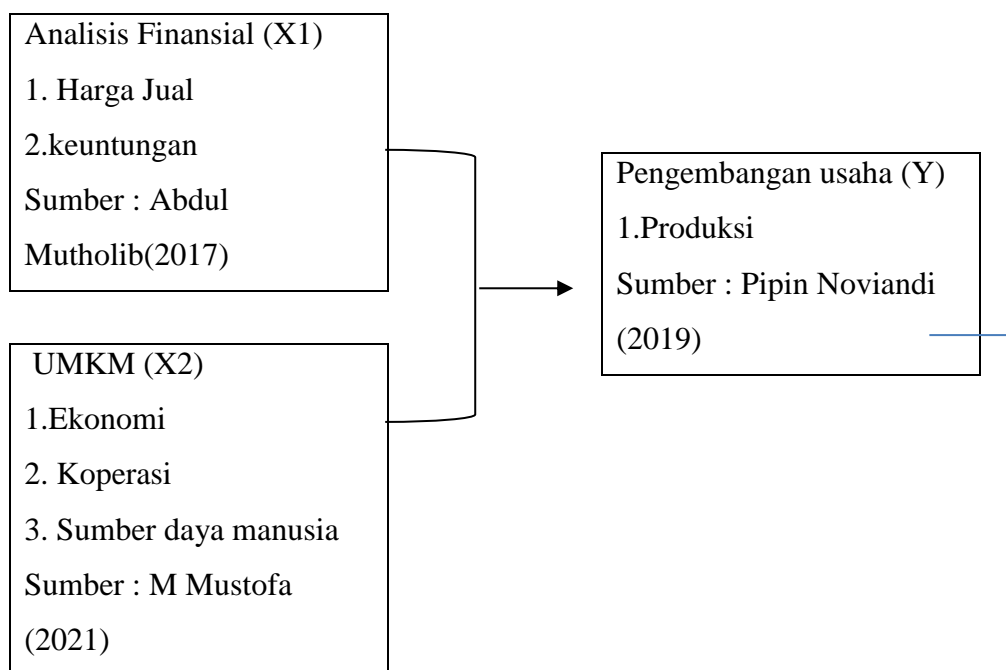 Analisis Finansial (X1)
1. Harga Jual
2.keuntungan
Sumber : Abdul
Mutholib(2017)
Pengembangan usaha (Y)
1.Produksi
Sumber : Pipin Noviandi
(2019)
UMKM (X2)
1.Ekonomi
2. Koperasi
3. Sumber daya manusia
Sumber : M Mustofa
(2021)